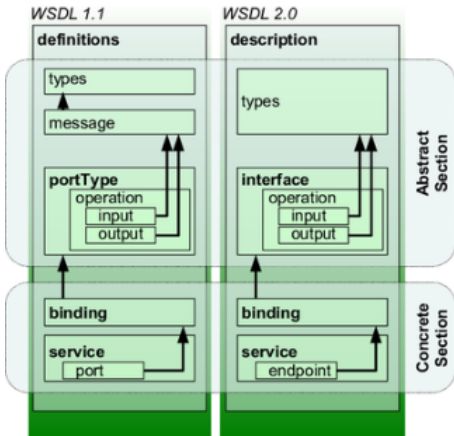 WSDL 1.1
definitions
types
message
portType
operation
input
output
binding
service
port
WSDL 2.0
description
types
interface
operation
input
output
binding
service
endpoint
Abstract
Section
Concrete
Section